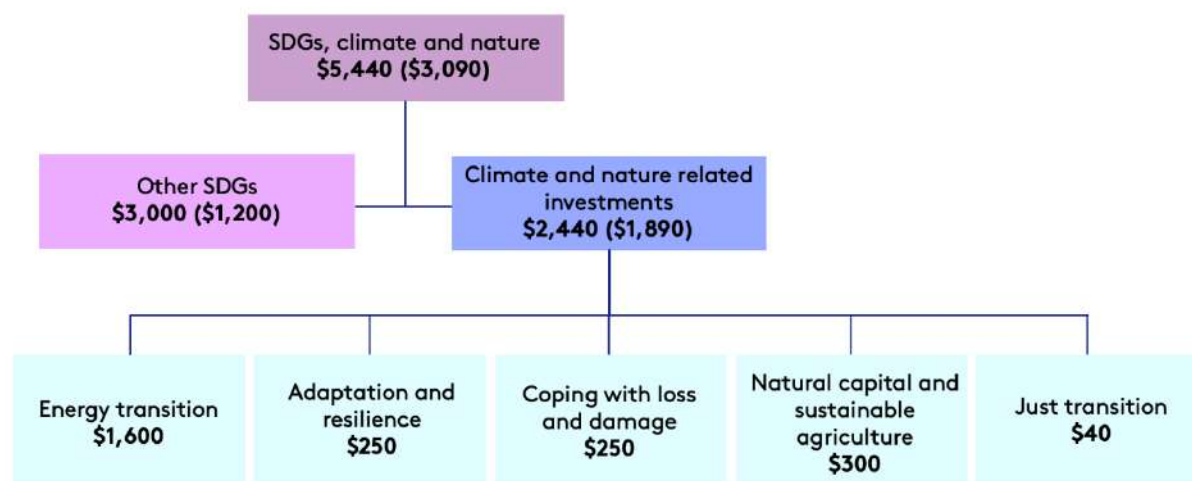 SDGs, climate and nature
$5,440 ($3,090)
Other SDGs
$3,000 ($1,200)
Climate and nature related
investments
$2,440 ($1,890)
Energy transition
$1,600
Adaptation and
resilience
$250
Coping with loss
and damage
$250
Natural capital and
sustainable
agriculture
$300
Just transition
$40